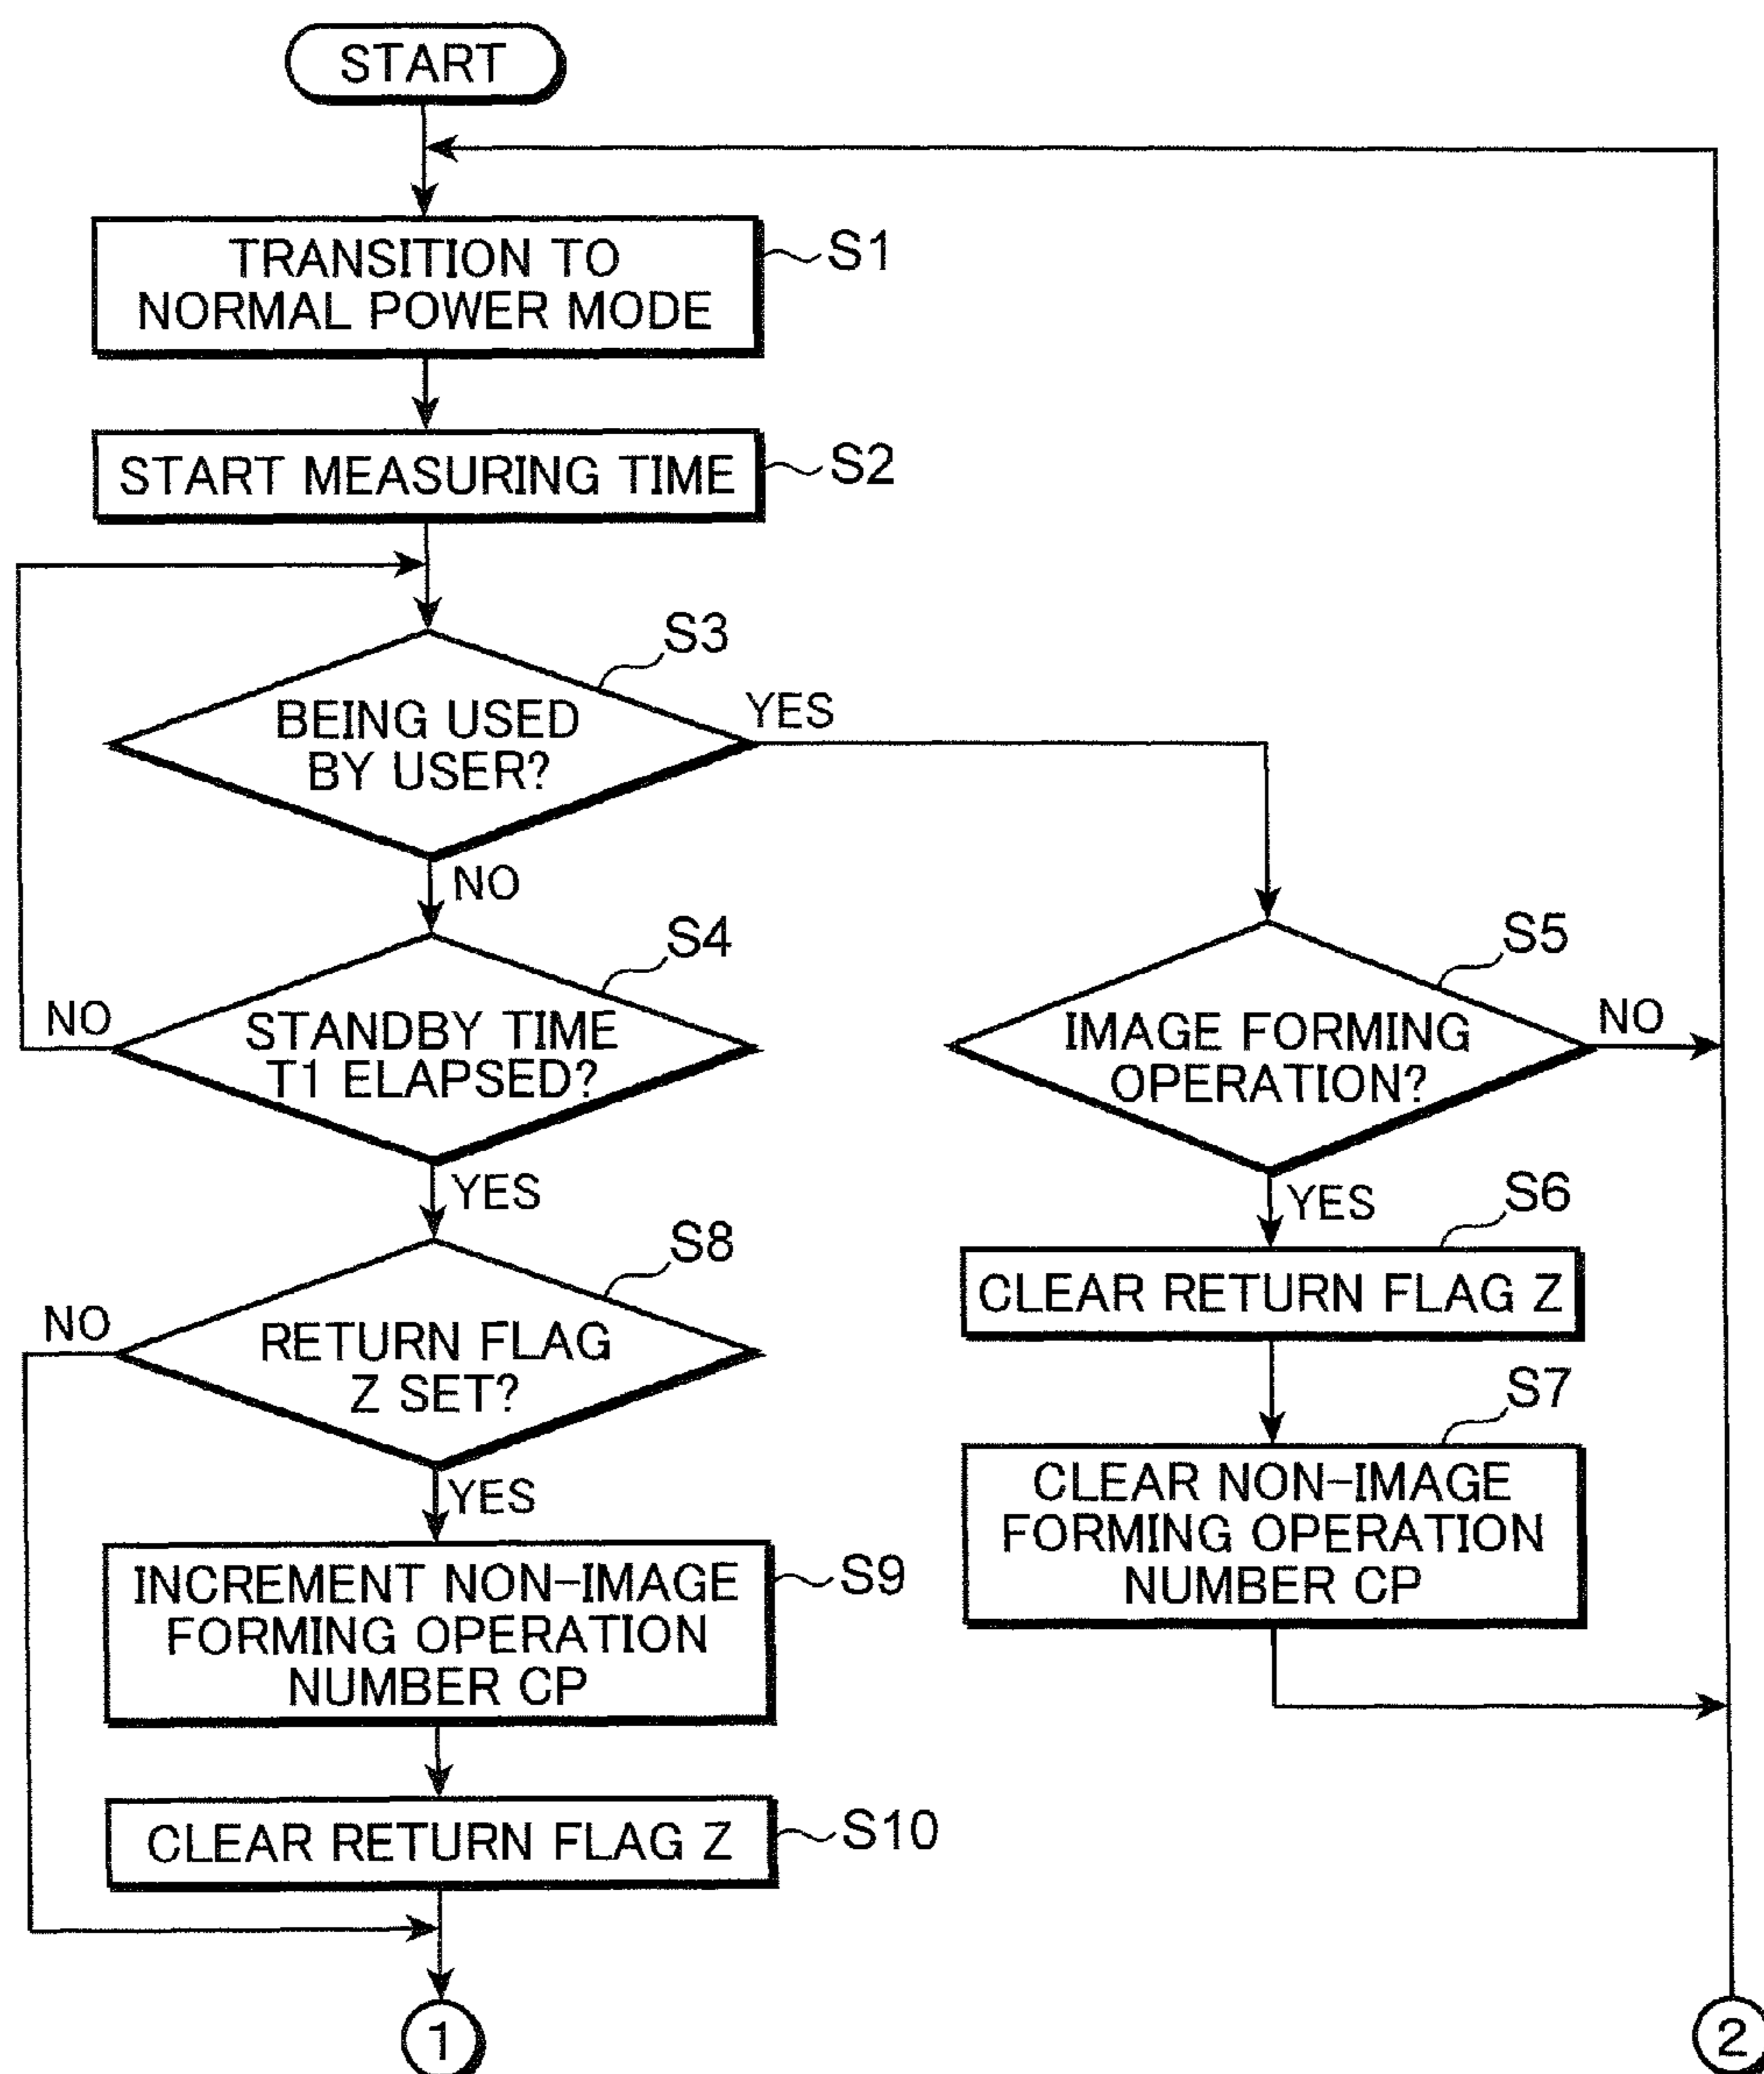 START
TRANSITION TO
NORMAL POWER MODE
S1
START MEASURING TIME
S2
S3
BEING USED
BY USER?
YES
NO
S4
STANDBY TIME
T1 ELAPSED?
NO
YES
S5
IMAGE FORMING
OPERATION?
NO
YES
S6
CLEAR RETURN FLAG Z
S7
CLEAR NON-IMAGE
FORMING OPERATION
NUMBER CP
S8
RETURN FLAG
Z SET?
NO
YES
INCREMENT NON-IMAGE
FORMING OPERATION
NUMBER CP
S9
CLEAR RETURN FLAG Z
S10
1
2